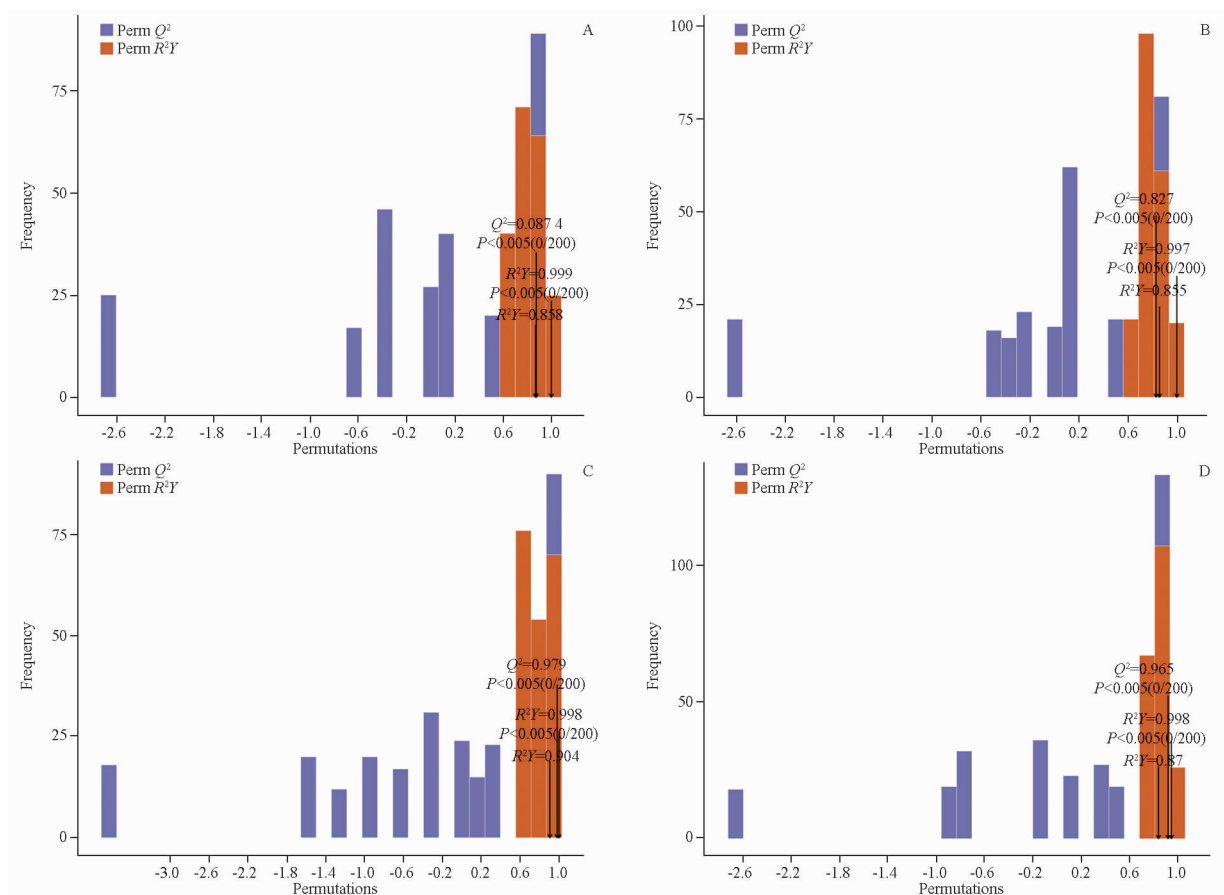 Perm Q²
Perm R²Y
A
75
50
25
0
Frequency
Q²=0.087 4
P<0.005(0/200)
R²Y=0.999
P<0.005(0/200)
R²Y=0.858
-2.6 -2.2 -1.8 -1.4 -1.0 -0.6 -0.2 0.2 0.6 1.0
Permutations
Perm Q²
Perm R²Y
B
100
75
50
25
0
Frequency
Q²=0.827
P<0.005(0/200)
R²Y=0.997
P<0.005(0/200)
R²Y=0.855
-2.6 -2.2 -1.8 -1.4 -1.0 -0.6 -0.2 0.2 0.6 1.0
Permutations
Perm Q²
Perm R²Y
C
75
50
25
0
Frequency
Q²=0.979
P<0.005(0/200)
R²Y=0.998
P<0.005(0/200)
R²Y=0.904
-3.0 -2.6 -2.2 -1.8 -1.4 -1.0 -0.6 -0.2 0.2 0.6 1.0
Permutations
Perm Q²
Perm R²Y
D
100
50
0
Frequency
Q²=0.965
P<0.005(0/200)
R²Y=0.998
P<0.005(0/200)
R²Y=0.87
-2.6 -2.2 -1.8 -1.4 -1.0 -0.6 -0.2 0.2 0.6 1.0
Permutations